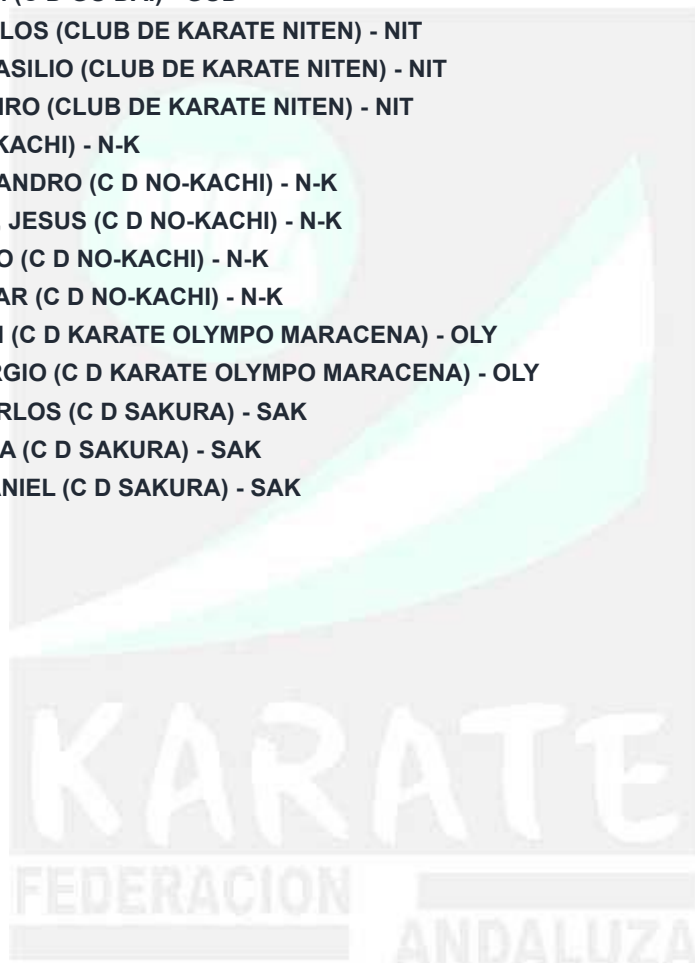 LOS (CLUB DE KARATE NITEN) - NIT
ASILIO (CLUB DE KARATE NITEN) - NIT
IRO (CLUB DE KARATE NITEN) - NIT
KACHI) - N-K
ANDRO (C D NO-KACHI) - N-K
JESUS (C D NO-KACHI) - N-K
O (C D NO-KACHI) - N-K
AR (C D NO-KACHI) - N-K
(C D KARATE OLYMPO MARACENA) - OLY
RGIO (C D KARATE OLYMPO MARACENA) - OLY
RLOS (C D SAKURA) - SAK
A (C D SAKURA) - SAK
NIEL (C D SAKURA) - SAK
KARATE
FEDERACION
ANDALUZA